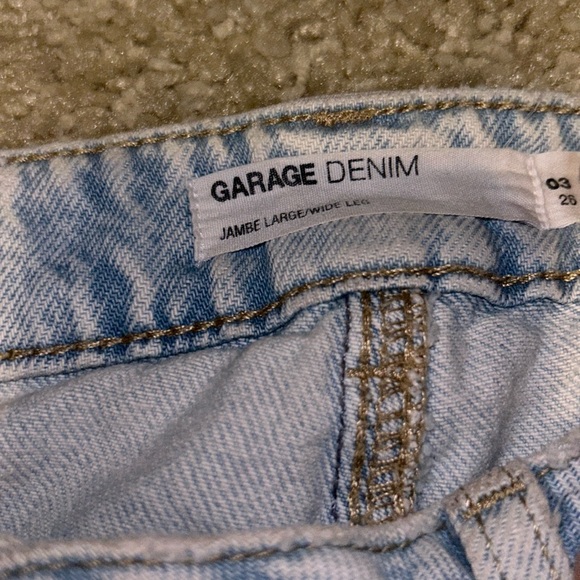 GARAGE DENIM
JAMBE LARGE/WIDE LEG
03
26